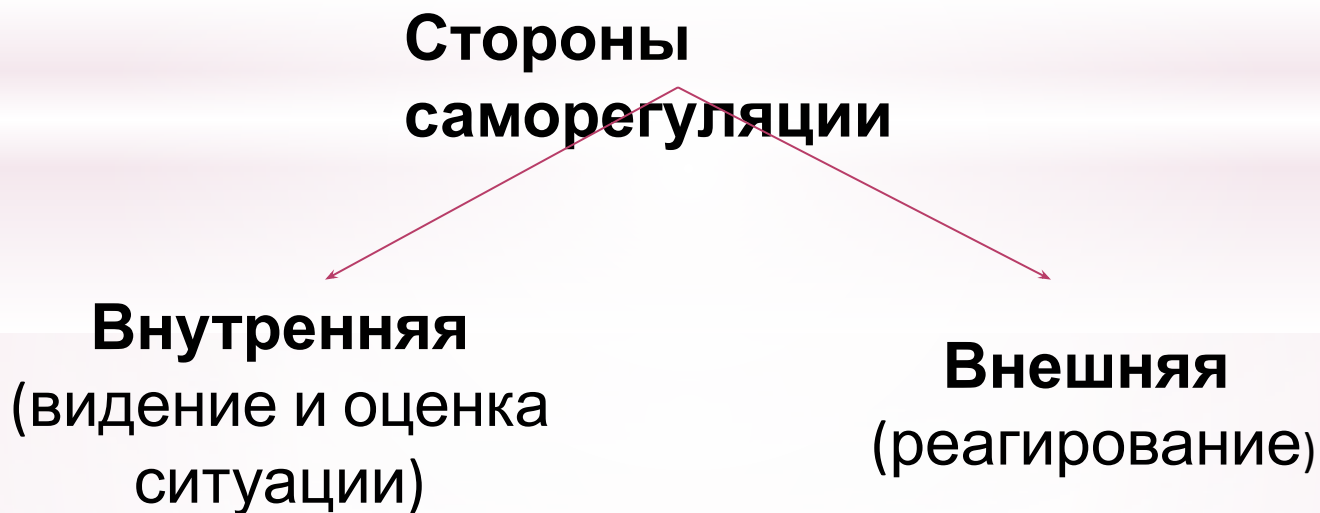 Стороны
саморегуляции
Внутренняя
(видение и оценка
ситуации)
Внешняя
(реагирование)